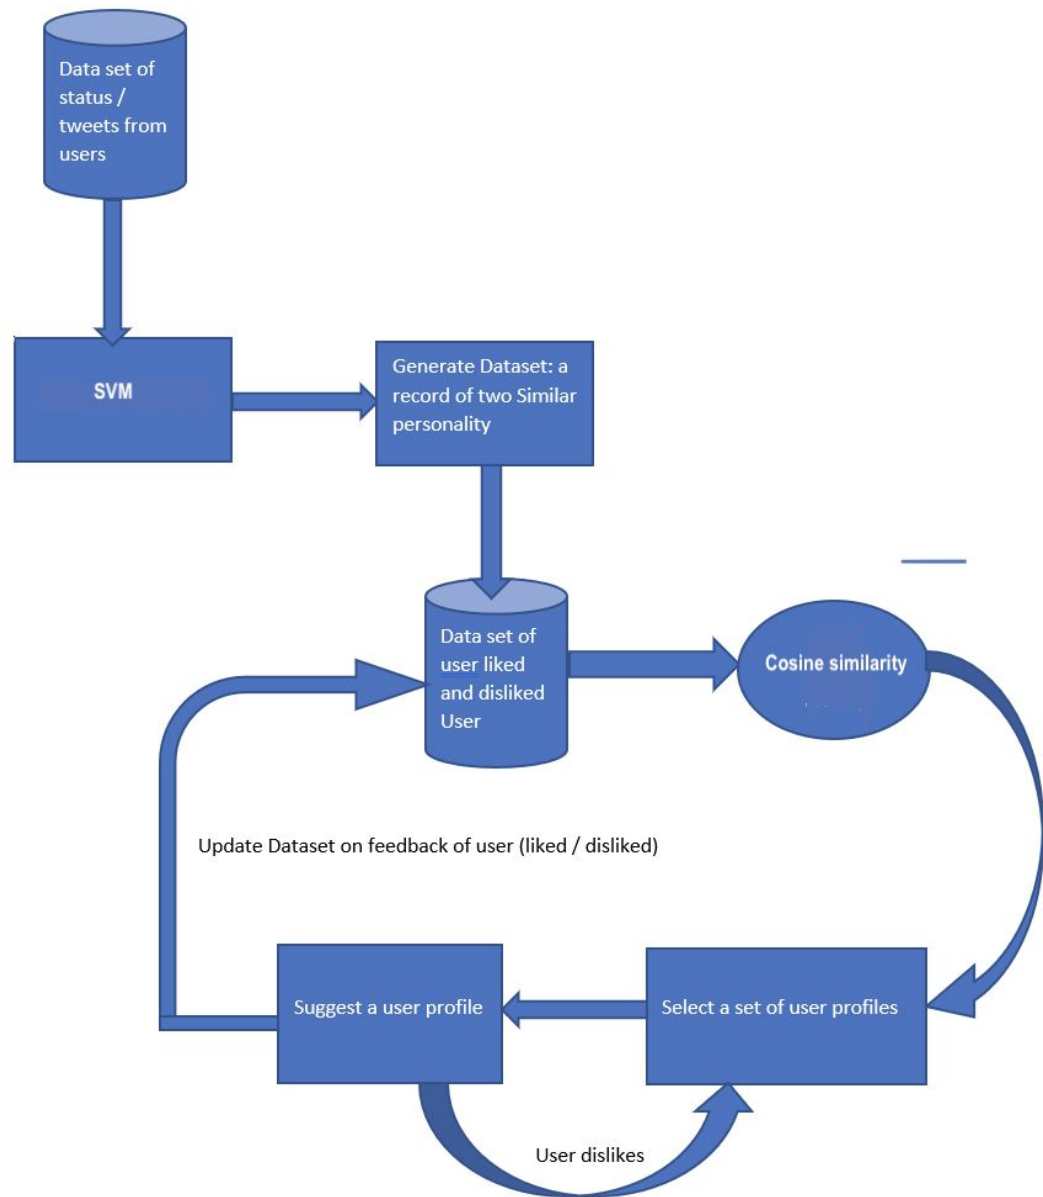 Data set of
status /
tweets from
users
SVM
Generate Dataset: a
record of two Similar
personality
Data set of
user liked
and disliked
User
Cosine similarity
Update Dataset on feedback of user (liked / disliked)
Suggest a user profile
Select a set of user profiles
User dislikes